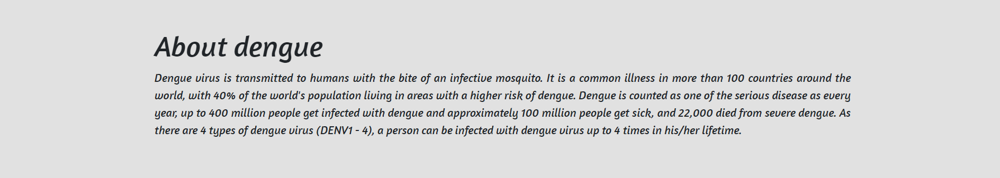 About dengue
Dengue virus is transmitted to humans with the bite of an infective mosquito. It is a common illness in more than 100 countries around the
world, with 40% of the world's population living in areas with a higher risk of dengue. Dengue is counted as one of the serious disease as every
year, up to 400 million people get infected with dengue and approximately 100 million people get sick, and 22,000 died from severe dengue. As
there are 4 types of dengue virus (DENV1 - 4), a person can be infected with dengue virus up to 4 times in his/her lifetime.